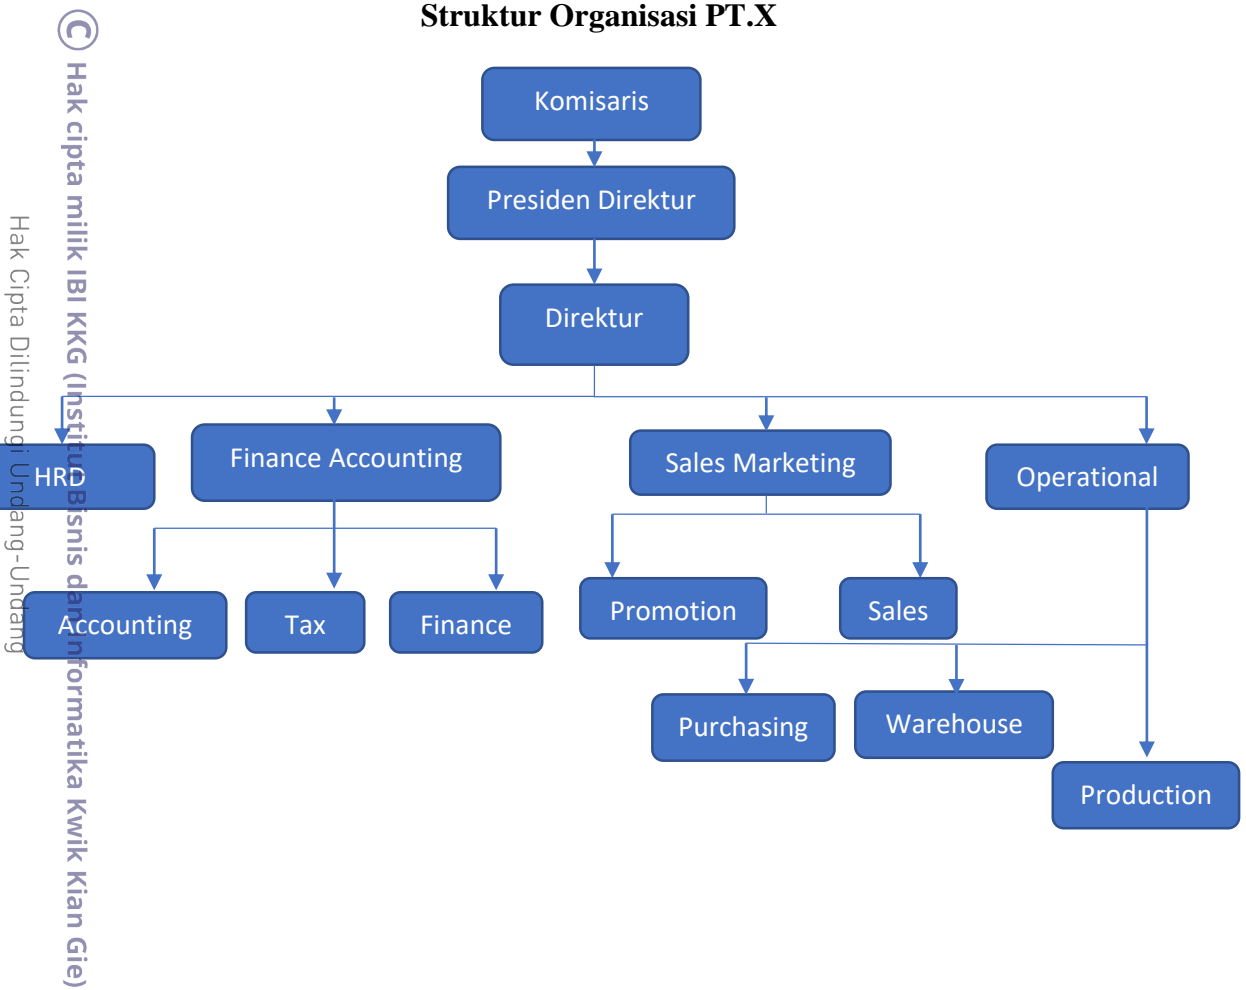 Struktur Organisasi PT.X
Komisaris
Presiden Direktur
Direktur
HRD
Finance Accounting
Sales Marketing
Operational
Accounting
Tax
Finance
Promotion
Sales
Purchasing
Warehouse
Production
© Hak cipta milik IBI KKG (Institut Bisnis dan Informatika Kwik Kian Gie)
Hak Cipta Dilindungi Undang-Undang